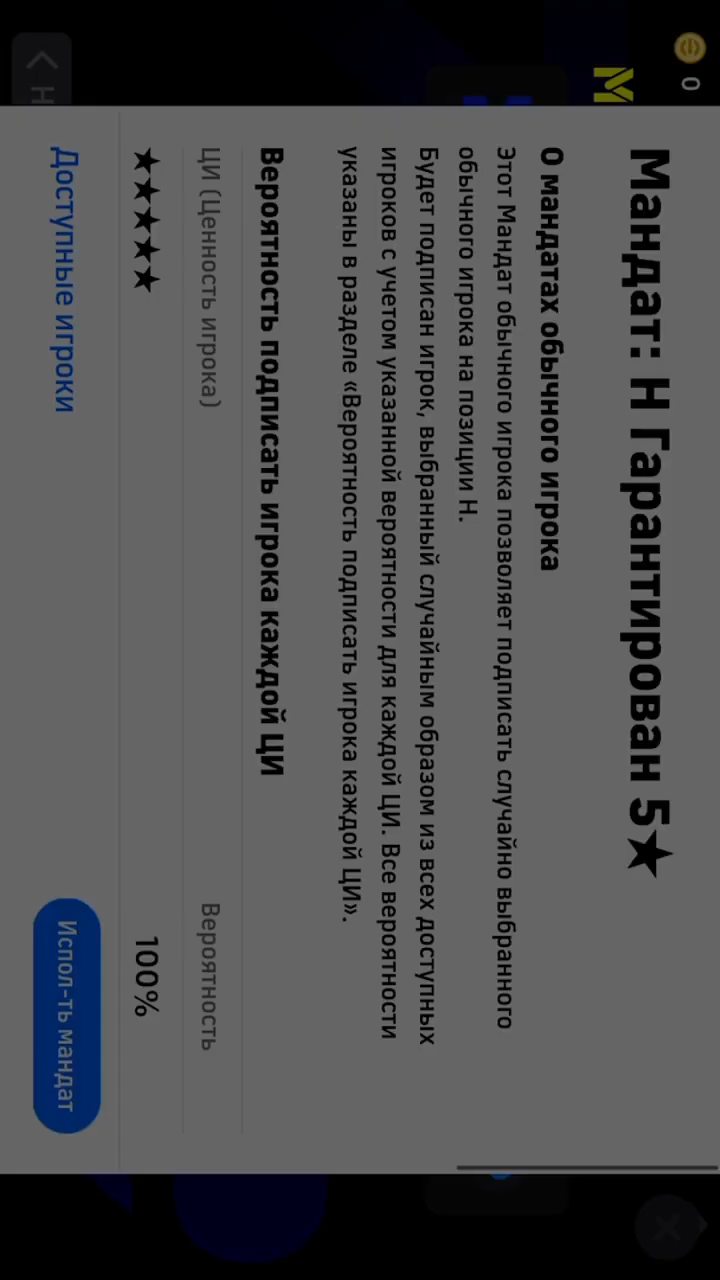 0
Н
Мандат: Н Гарантирован 5★
О мандатах обычного игрока
Этот Мандат обычного игрока позволяет подписать случайно выбранного
обычного игрока на позиции Н.
Будет подписан игрок, выбранный случайным образом из всех доступных
игроков с учетом указанной вероятности для каждой ЦИ. Все вероятности
указаны в разделе «Вероятность подписать игрока каждой ЦИ».
Вероятность подписать игрока каждой ЦИ
ЦИ (Ценность игрока) Вероятность
★★★★★ 100%
Доступные игроки
Испол-ть мандат